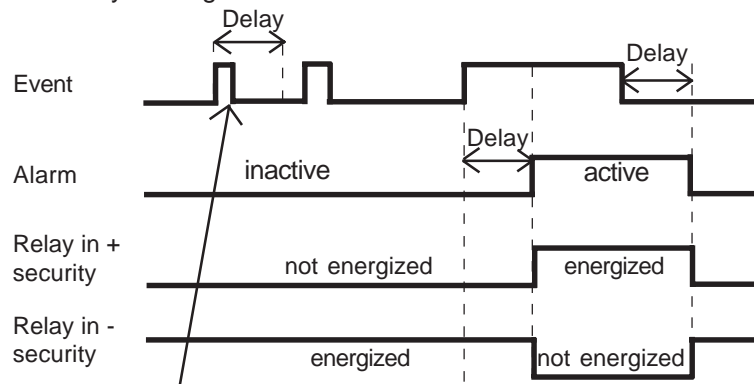 Delay
Delay
Event
Delay
Alarm
inactive
active
Relay in +
security
not energized
energized
Relay in -
security
energized
not energized